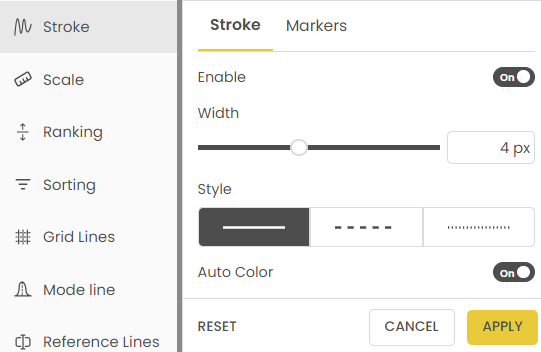 Stroke
Scale
Ranking
Sorting
Grid Lines
Mode line
Reference Lines
Stroke Markers
Enable On
Width
4 px
Style
Auto Color On
RESET CANCEL APPLY